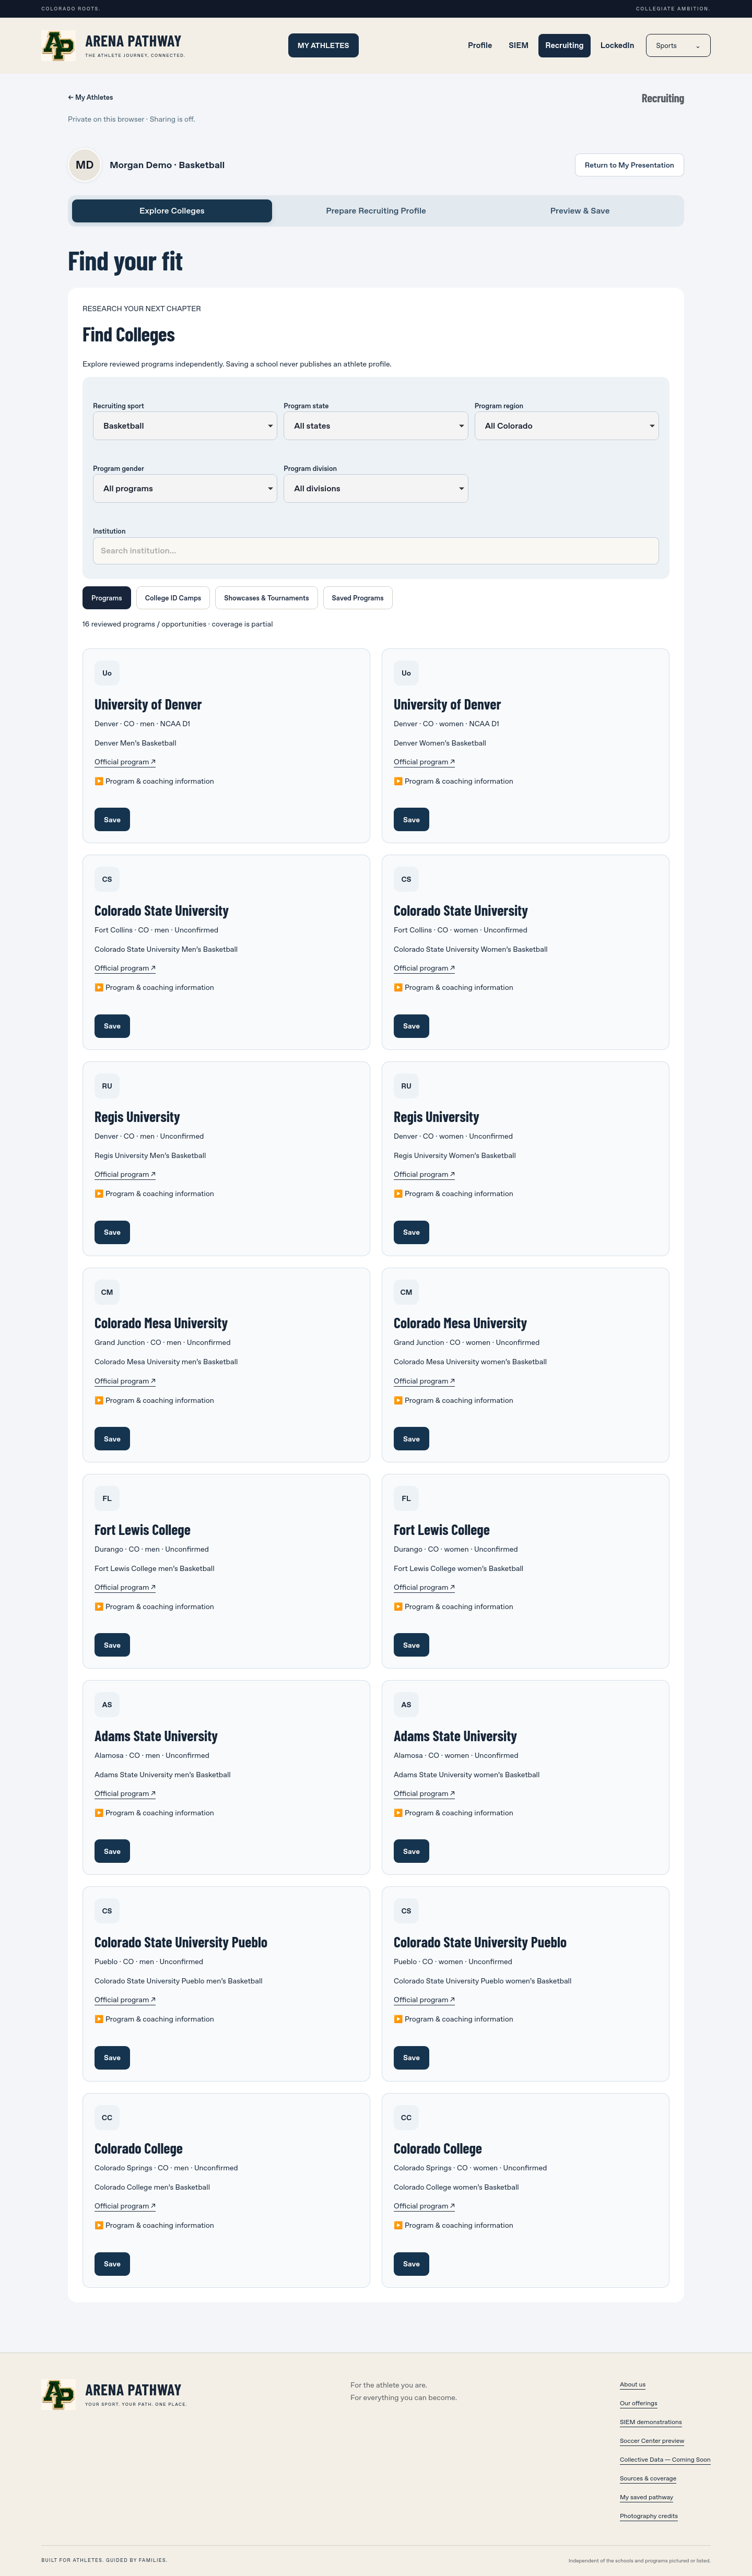 COLORADO ROOTS.
COLLEGIATE AMBITION.
AP
ARENA PATHWAY
THE ATHLETE JOURNEY, CONNECTED.
MY ATHLETES
Profile
SIEM
Recruiting
LockedIn
Sports
← My Athletes
Recruiting
Private on this browser · Sharing is off.
MD
Morgan Demo · Basketball
Return to My Presentation
Explore Colleges
Prepare Recruiting Profile
Preview & Save
Find your fit
RESEARCH YOUR NEXT CHAPTER
Find Colleges
Explore reviewed programs independently. Saving a school never publishes an athlete profile.
Recruiting sport
Program state
Program region
Basketball
All states
All Colorado
Program gender
Program division
All programs
All divisions
Institution
Search institution...
Programs
College ID Camps
Showcases & Tournaments
Saved Programs
16 reviewed programs / opportunities · coverage is partial
Uo
University of Denver
Denver · CO · men · NCAA D1
Denver Men's Basketball
Official program ↗
▶️ Program & coaching information
Save
Uo
University of Denver
Denver · CO · women · NCAA D1
Denver Women's Basketball
Official program ↗
▶️ Program & coaching information
Save
CS
Colorado State University
Fort Collins · CO · men · Unconfirmed
Colorado State University Men's Basketball
Official program ↗
▶️ Program & coaching information
Save
CS
Colorado State University
Fort Collins · CO · women · Unconfirmed
Colorado State University Women's Basketball
Official program ↗
▶️ Program & coaching information
Save
RU
Regis University
Denver · CO · men · Unconfirmed
Regis University Men's Basketball
Official program ↗
▶️ Program & coaching information
Save
RU
Regis University
Denver · CO · women · Unconfirmed
Regis University Women's Basketball
Official program ↗
▶️ Program & coaching information
Save
CM
Colorado Mesa University
Grand Junction · CO · men · Unconfirmed
Colorado Mesa University men's Basketball
Official program ↗
▶️ Program & coaching information
Save
CM
Colorado Mesa University
Grand Junction · CO · women · Unconfirmed
Colorado Mesa University women's Basketball
Official program ↗
▶️ Program & coaching information
Save
FL
Fort Lewis College
Durango · CO · men · Unconfirmed
Fort Lewis College men's Basketball
Official program ↗
▶️ Program & coaching information
Save
FL
Fort Lewis College
Durango · CO · women · Unconfirmed
Fort Lewis College women's Basketball
Official program ↗
▶️ Program & coaching information
Save
AS
Adams State University
Alamosa · CO · men · Unconfirmed
Adams State University men's Basketball
Official program ↗
▶️ Program & coaching information
Save
AS
Adams State University
Alamosa · CO · women · Unconfirmed
Adams State University women's Basketball
Official program ↗
▶️ Program & coaching information
Save
CS
Colorado State University Pueblo
Pueblo · CO · men · Unconfirmed
Colorado State University Pueblo men's Basketball
Official program ↗
▶️ Program & coaching information
Save
CS
Colorado State University Pueblo
Pueblo · CO · women · Unconfirmed
Colorado State University Pueblo women's Basketball
Official program ↗
▶️ Program & coaching information
Save
CC
Colorado College
Colorado Springs · CO · men · Unconfirmed
Colorado College men's Basketball
Official program ↗
▶️ Program & coaching information
Save
CC
Colorado College
Colorado Springs · CO · women · Unconfirmed
Colorado College women's Basketball
Official program ↗
▶️ Program & coaching information
Save
AP
ARENA PATHWAY
YOUR SPORT. YOUR PATH. ONE PLACE.
For the athlete you are.
For everything you can become.
About us
Our offerings
SIEM demonstrations
Soccer Center preview
Collective Data — Coming Soon
Sources & coverage
My saved pathway
Photography credits
BUILT FOR ATHLETES. GUIDED BY FAMILIES.
Independent of the schools and programs pictured or listed.